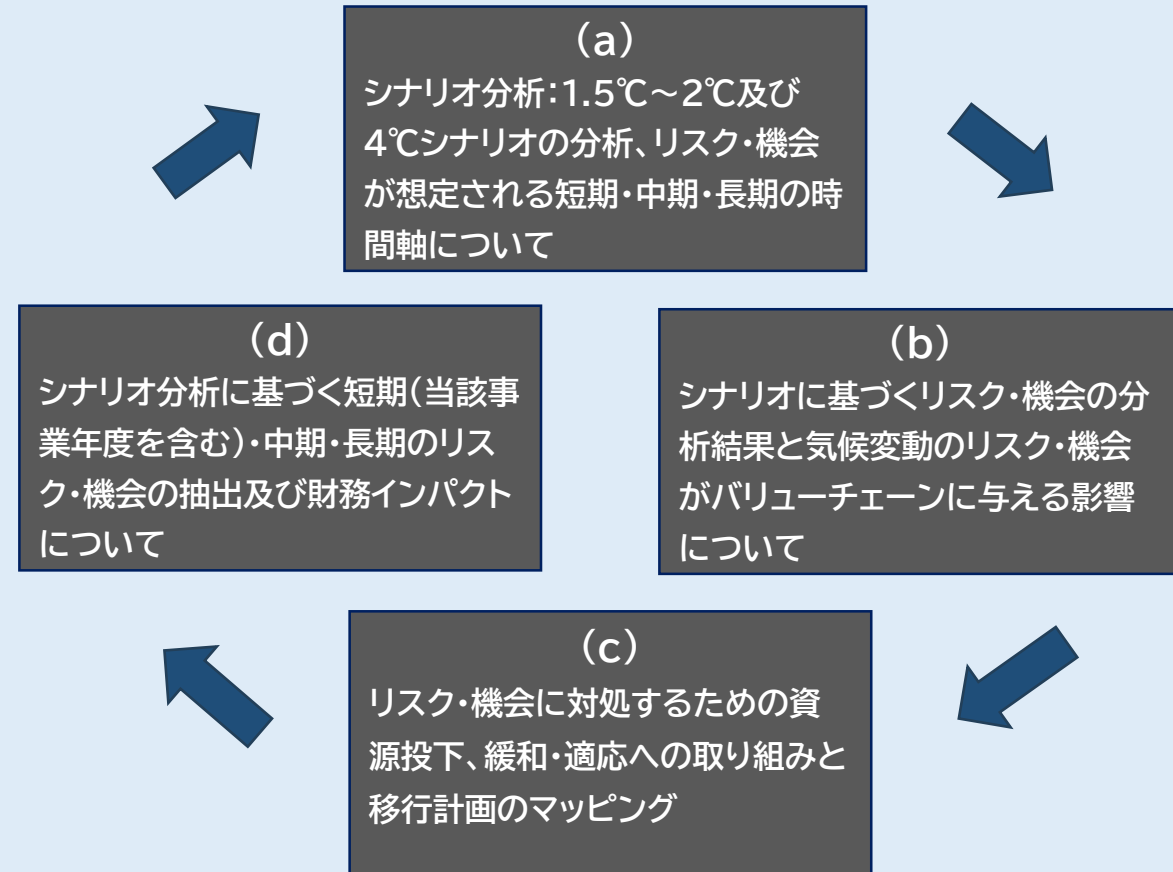 (a)
シナリオ分析：1.5℃～2℃及び
4℃シナリオの分析、リスク・機会
が想定される短期・中期・長期の時
間軸について
(b)
シナリオに基づくリスク・機会の分
析結果と気候変動のリスク・機会
がバリューチェーンに与える影響
について
(c)
リスク・機会に対処するための資
源投下、緩和・適応への取り組みと
移行計画のマッピング
(d)
シナリオ分析に基づく短期（当該事
業年度を含む）・中期・長期のリス
ク・機会の抽出及び財務インパクト
について